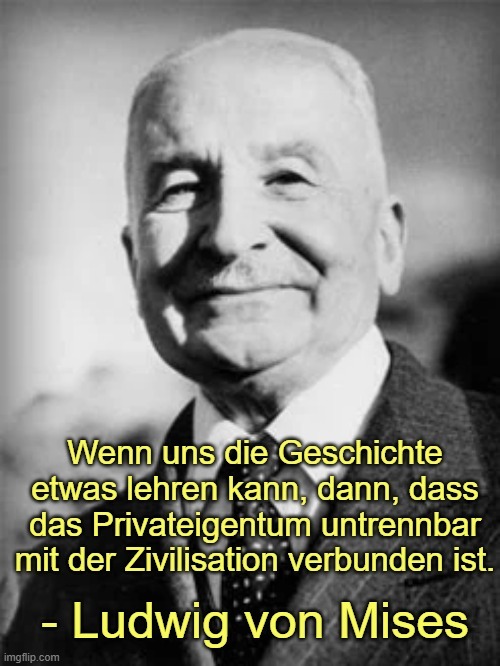 Wenn uns die Geschichte
etwas lehren kann, dann, dass
das Privateigentum untrennbar
mit der Zivilisation verbunden ist.
- Ludwig von Mises
imgflip.com